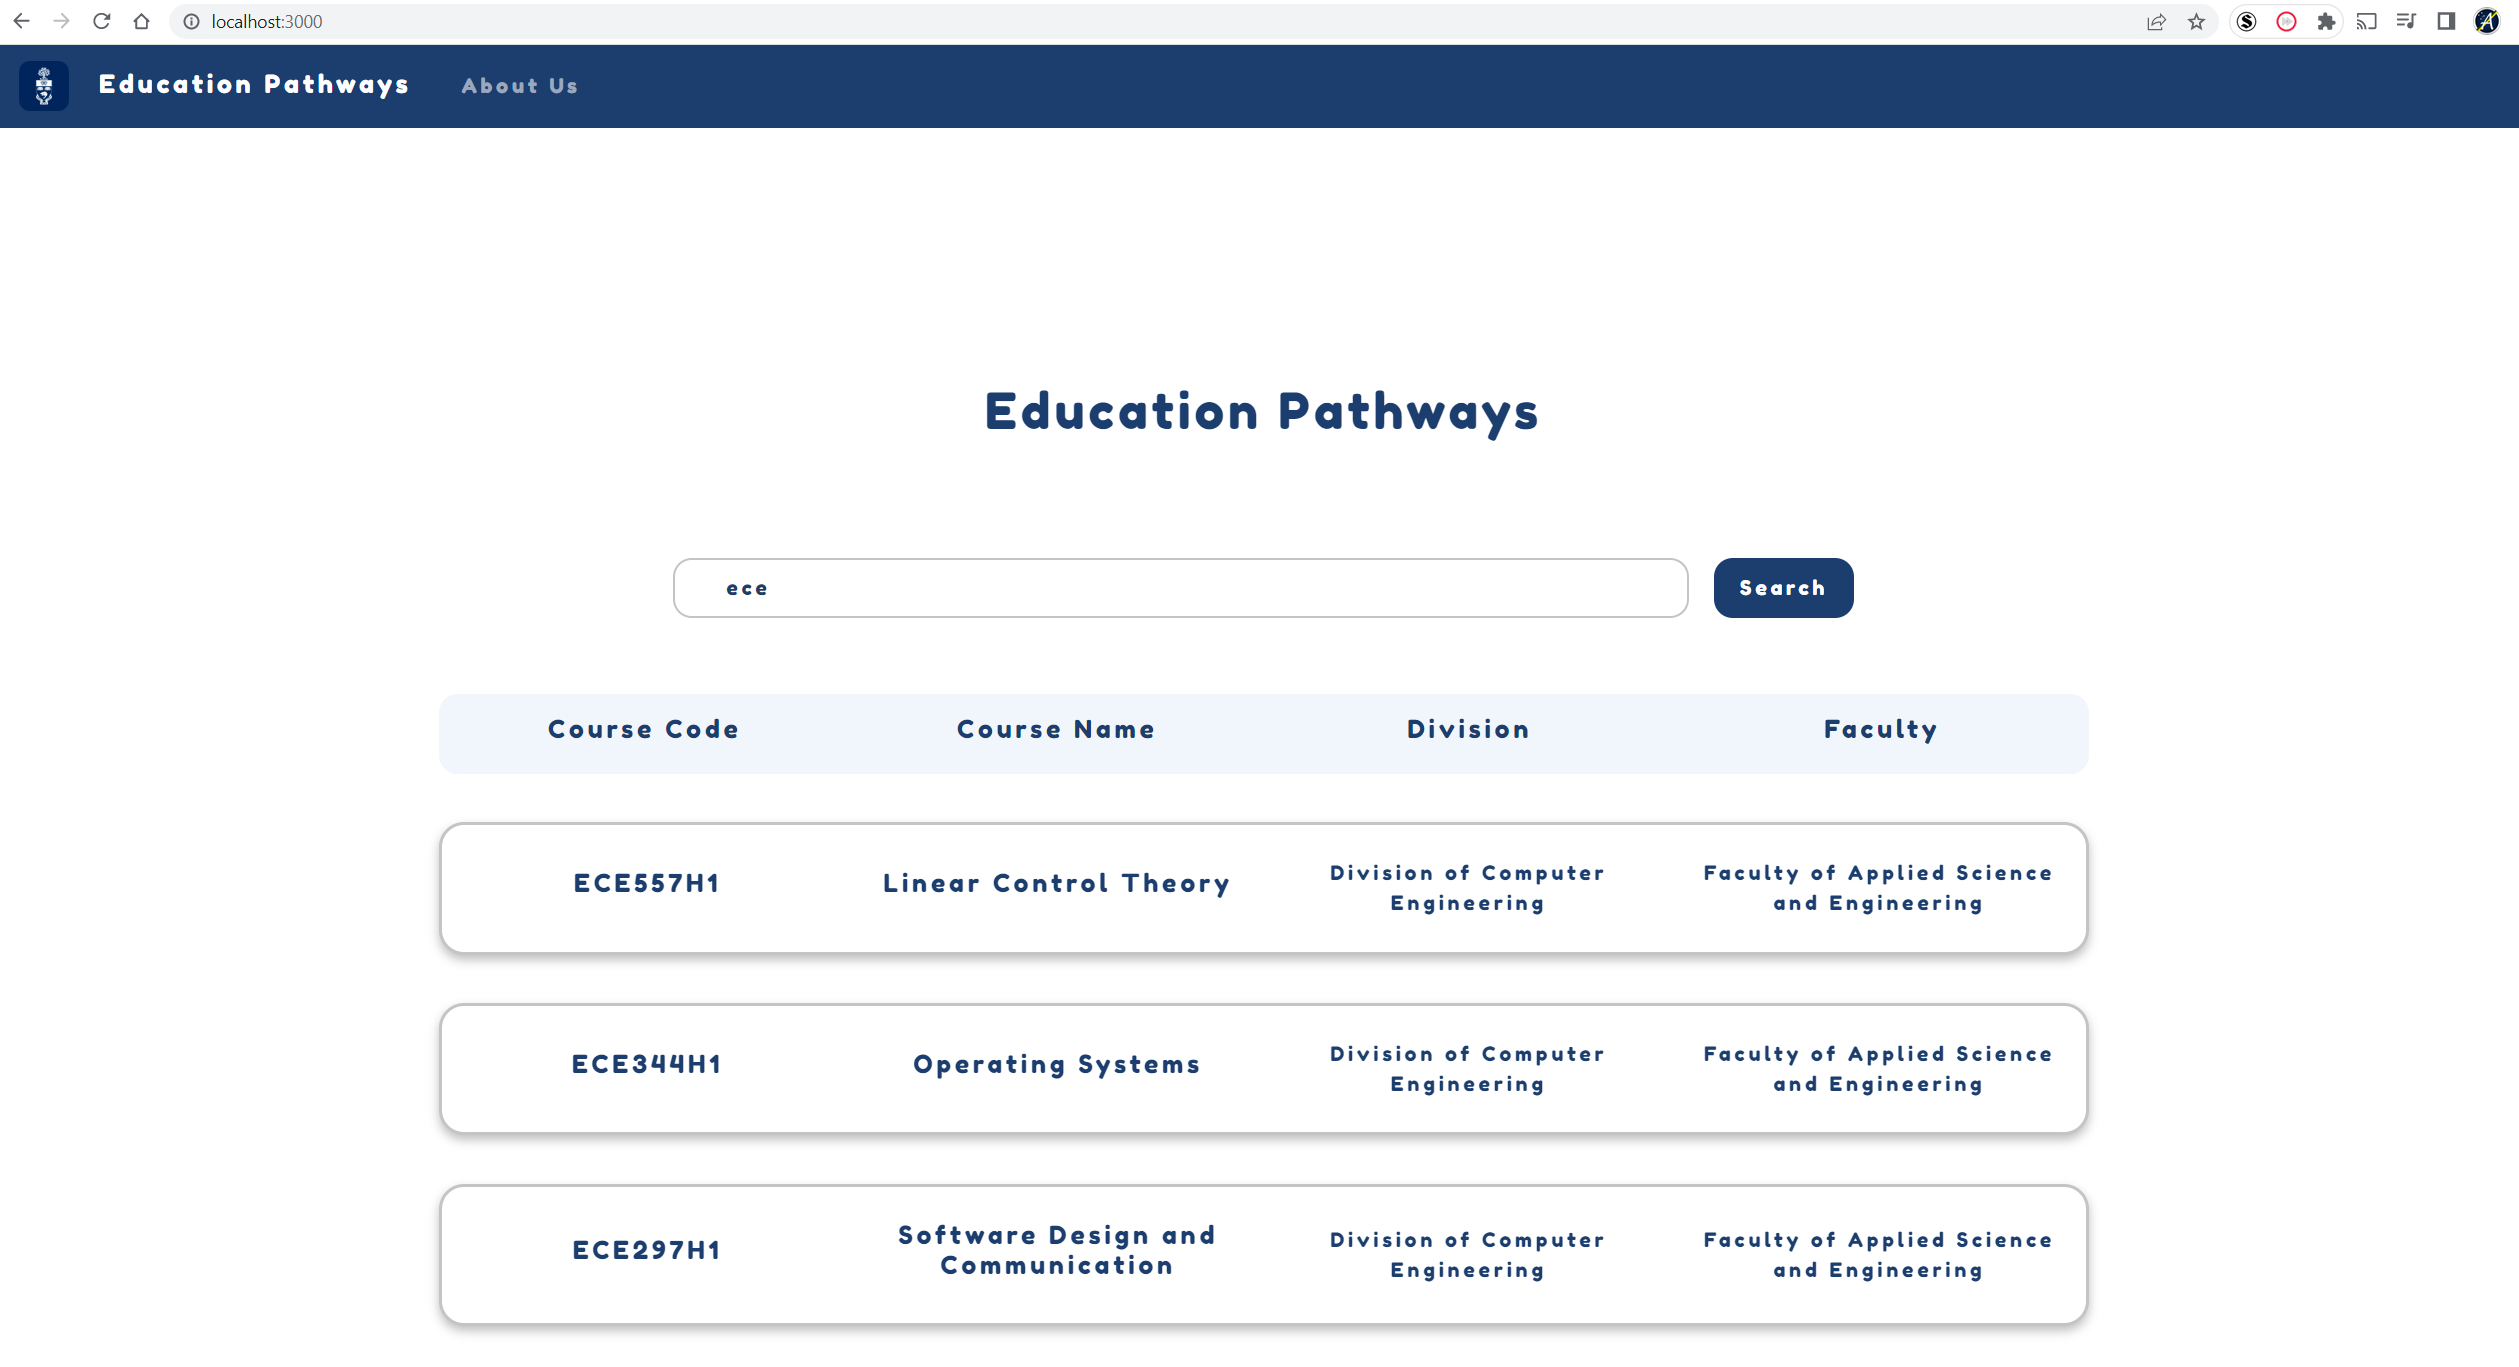 localhost:3000
Education Pathways About Us
Education Pathways
ece Search
Course Code Course Name Division Faculty
ECE557H1 Linear Control Theory Division of Computer Engineering Faculty of Applied Science and Engineering
ECE344H1 Operating Systems Division of Computer Engineering Faculty of Applied Science and Engineering
ECE297H1 Software Design and Communication Division of Computer Engineering Faculty of Applied Science and Engineering